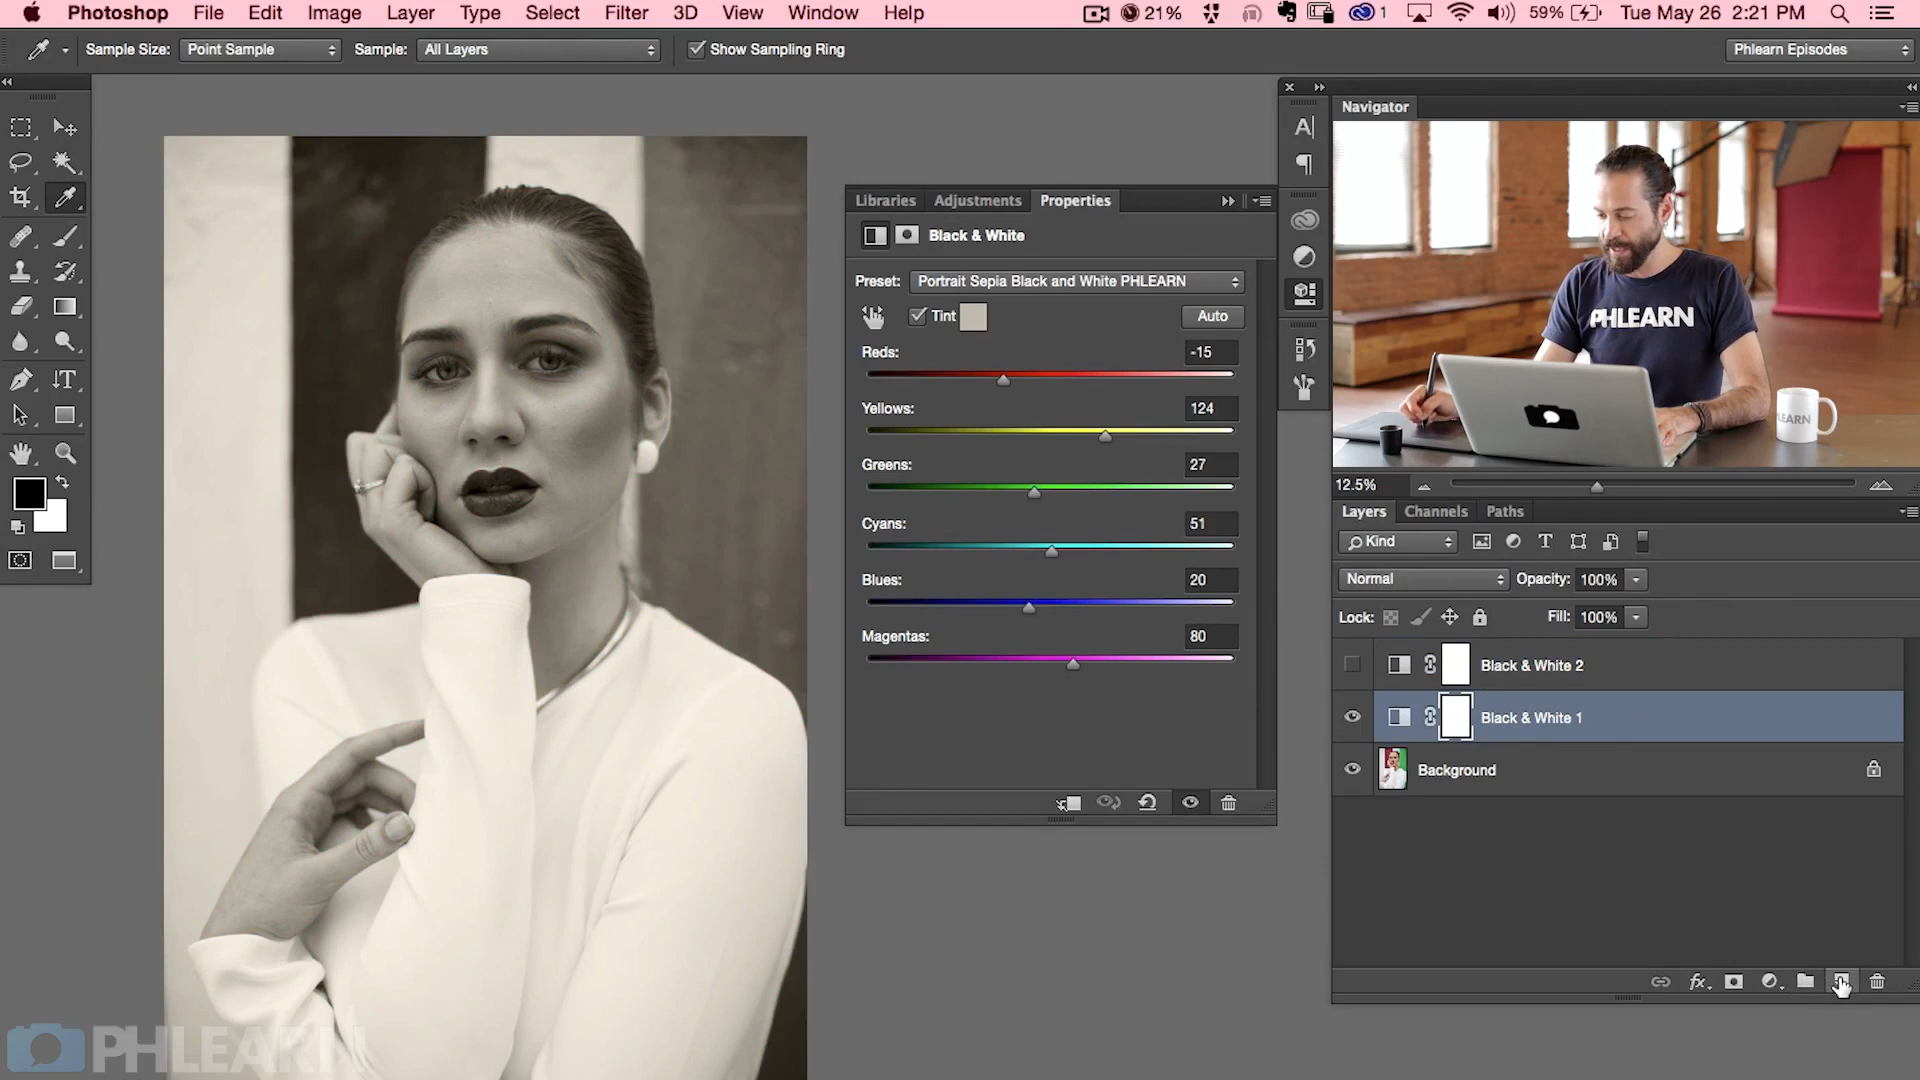 Photoshop File Edit Image Layer Type Select Filter 3D View Window Help 21% 1 59% Tue May 26 2:21 PM
Sample Size: Point Sample Sample: All Layers Show Sampling Ring Phlearn Episodes
Navigator
PHLEARN
LEARN
12.5%
Libraries Adjustments Properties
Black & White
Preset: Portrait Sepia Black and White PHLEARN
Tint Auto
Reds: -15
Yellows: 124
Greens: 27
Cyans: 51
Blues: 20
Magentas: 80
Layers Channels Paths
Kind
Normal Opacity: 100%
Lock: Fill: 100%
Black & White 2
Black & White 1
Background
PHLEARN